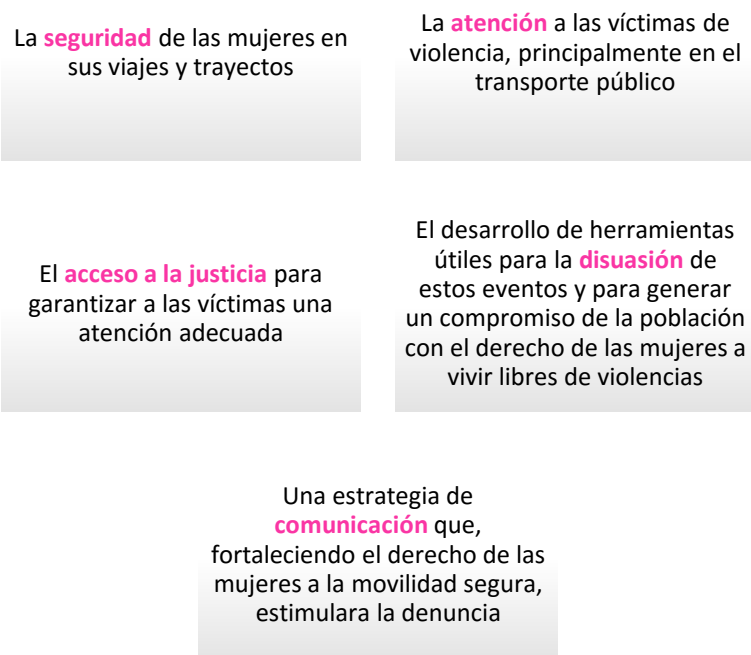 La seguridad de las mujeres en
sus viajes y trayectos
La atención a las víctimas de
violencia, principalmente en el
transporte público
El acceso a la justicia para
garantizar a las víctimas una
atención adecuada
El desarrollo de herramientas
útiles para la disuasión de
estos eventos y para generar
un compromiso de la población
con el derecho de las mujeres a
vivir libres de violencias
Una estrategia de
comunicación que,
fortaleciendo el derecho de las
mujeres a la movilidad segura,
estimulara la denuncia